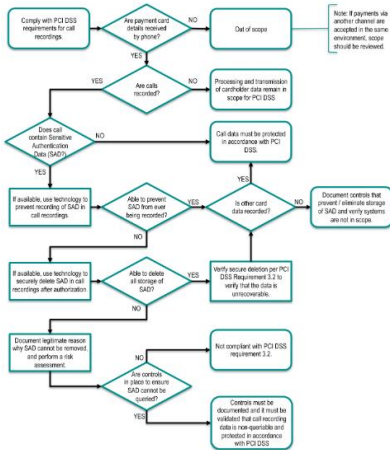 Comply with PCI DSS
requirements for call
recordings.
Are payment card
details received
by phone?
NO
Out of scope
Note: If payments via
another channel are
accepted in the same
environment, scope
should be reviewed.
YES
Are calls
recorded?
NO
Processing and transmission
of cardholder data remain in
scope for PCI DSS
YES
Does call
contain Sensitive
Authentication
Data (SAD)?
NO
Call data must be protected
in accordance with PCI
DSS.
YES
YES
If available, use technology to
prevent recording of SAD in
call recordings.
Able to prevent
SAD from ever
being recorded?
YES
Is other card
data recorded?
NO
Document controls that
prevent / eliminate storage
of SAD and verify systems
are not in scope.
NO
If available, use technology to
securely delete SAD in call
recordings after authorization.
Able to delete
all storage of
SAD?
YES
Verify secure deletion per PCI
DSS Requirement 3.2 to
verify that the data is
unrecoverable.
NO
Document legitimate reason
why SAD cannot be removed,
and perform a risk
assessment.
NO
Not compliant with PCI DSS
requirement 3.2.
Are controls
in place to ensure
SAD cannot be
queried?
YES
Controls must be
documented and it must be
validated that call recording
data is non-queriable and
protected in accordance
with PCI DSS